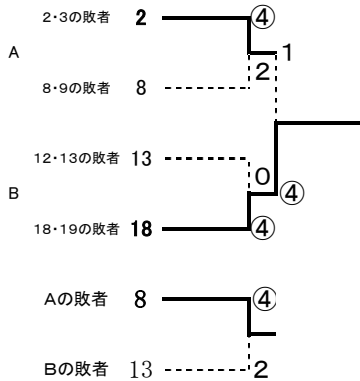 2・3の敗者 2 ④
A 1
2
8・9の敗者 8
12・13の敗者 13
0
B ④
18・19の敗者 18 ④
Aの敗者 8 ④
Bの敗者 13 2